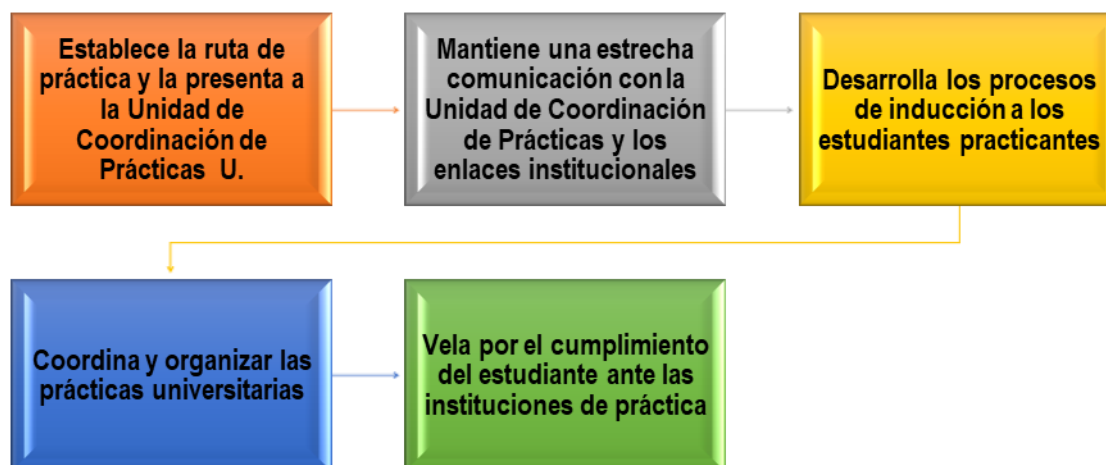 Establece la ruta de
práctica y la presenta a
la Unidad de
Coordinación de
Prácticas U.
Mantiene una estrecha
comunicación con la
Unidad de Coordinación
de Prácticas y los
enlaces institucionales
Desarrolla los procesos
de inducción a los
estudiantes practicantes
Coordina y organizar las
prácticas universitarias
Vela por el cumplimiento
del estudiante ante las
instituciones de práctica